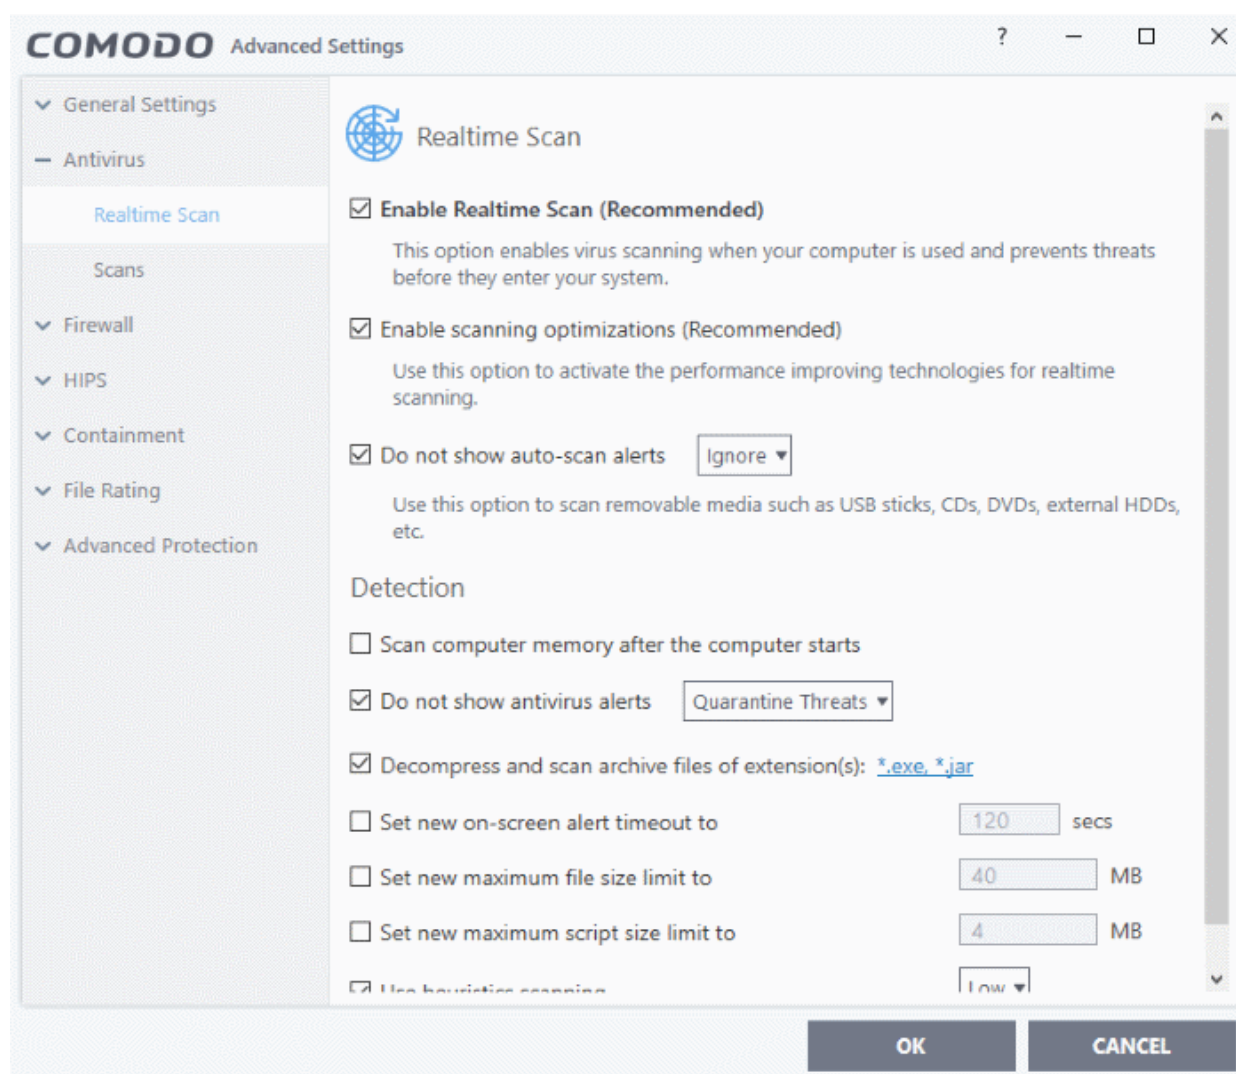 COMODO Advanced Settings ?
General Settings
Antivirus
Realtime Scan
Scans
Firewall
HIPS
Containment
File Rating
Advanced Protection
Realtime Scan
Enable Realtime Scan (Recommended)
This option enables virus scanning when your computer is used and prevents threats
before they enter your system.
Enable scanning optimizations (Recommended)
Use this option to activate the performance improving technologies for realtime
scanning.
Do not show auto-scan alerts Ignore
Use this option to scan removable media such as USB sticks, CDs, DVDs, external HDDs,
etc.
Detection
Scan computer memory after the computer starts
Do not show antivirus alerts Quarantine Threats
Decompress and scan archive files of extension(s): *.exe, *.jar
Set new on-screen alert timeout to 120 secs
Set new maximum file size limit to 40 MB
Set new maximum script size limit to 4 MB
Use heuristics scanning Low
OK CANCEL